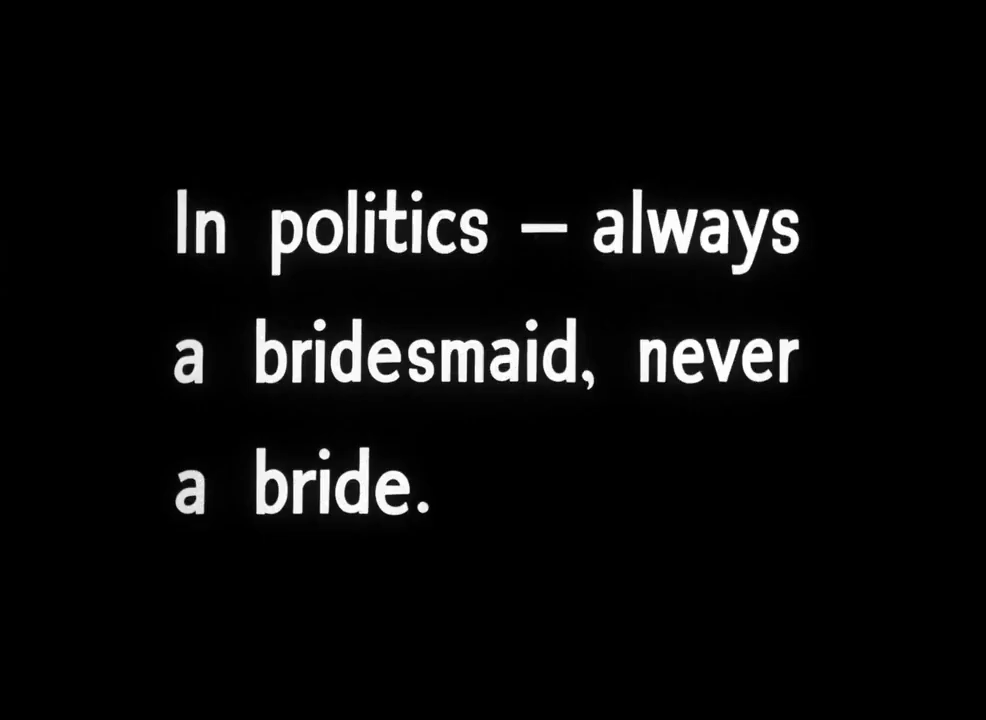 In politics – always
a bridesmaid, never
a bride.